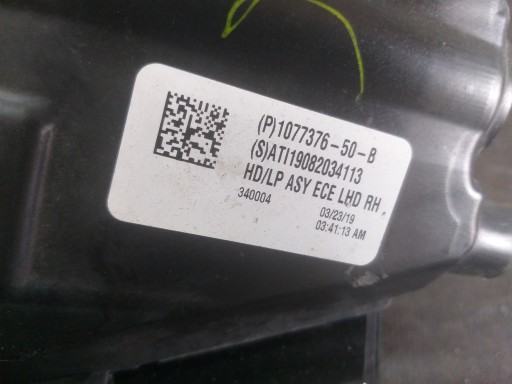 (P)1077376-50-B
(S)ATI19082034113
HD/LP ASY ECE LHD RH
340004
03/23/19
03:41:13 AM